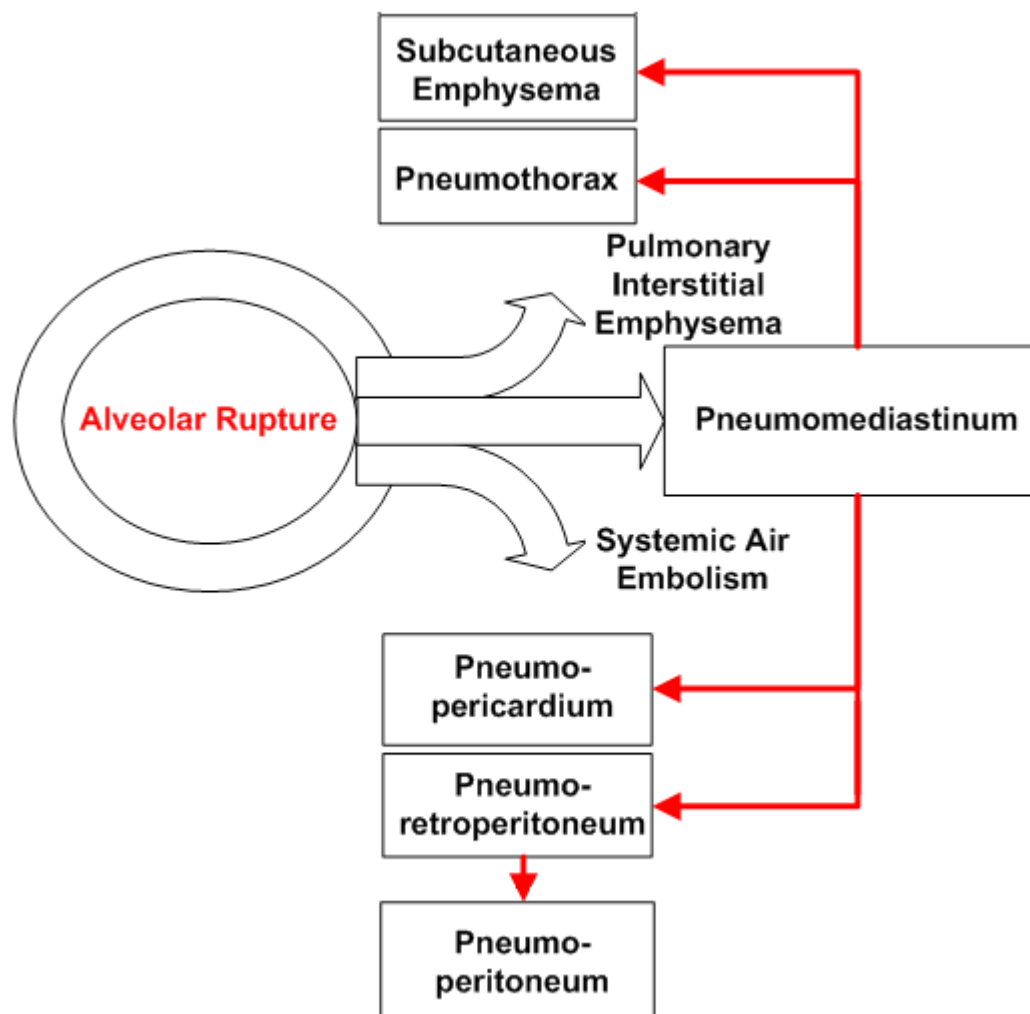 Subcutaneous
Emphysema
Pneumothorax
Pulmonary
Interstitial
Emphysema
Alveolar Rupture
Pneumomediastinum
Systemic Air
Embolism
Pneumo-
pericardium
Pneumo-
retroperitoneum
Pneumo-
peritoneum